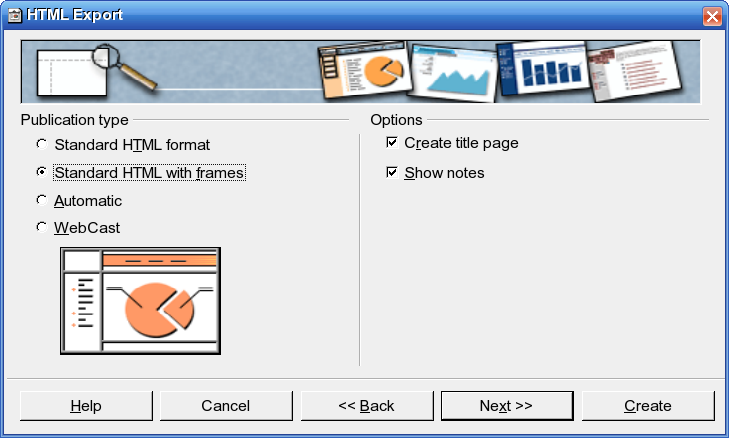 HTML Export
Publication type
Standard HTML format
Standard HTML with frames
Automatic
WebCast
Options
Create title page
Show notes
Help
Cancel
<< Back
Next >>
Create